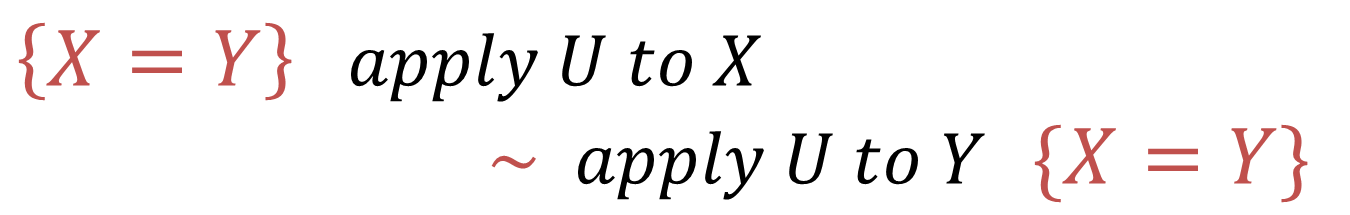 {X = Y} apply U to X
~ apply U to Y {X = Y}